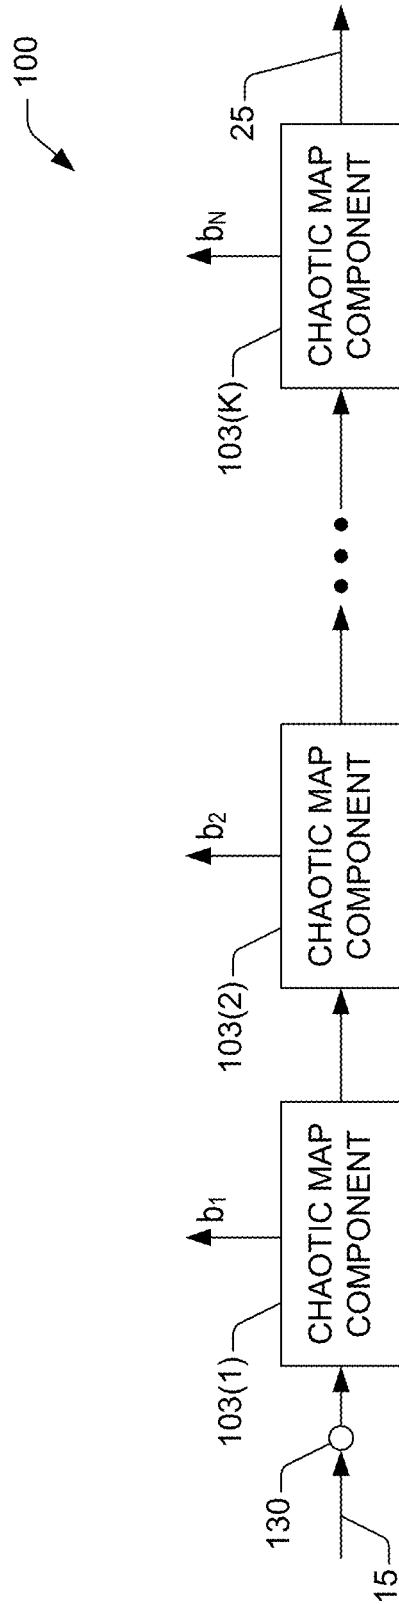 100
b₁
b₂
bN
103(1)
103(2)
103(K)
25
CHAOTIC MAP
COMPONENT
CHAOTIC MAP
COMPONENT
CHAOTIC MAP
COMPONENT
130
15